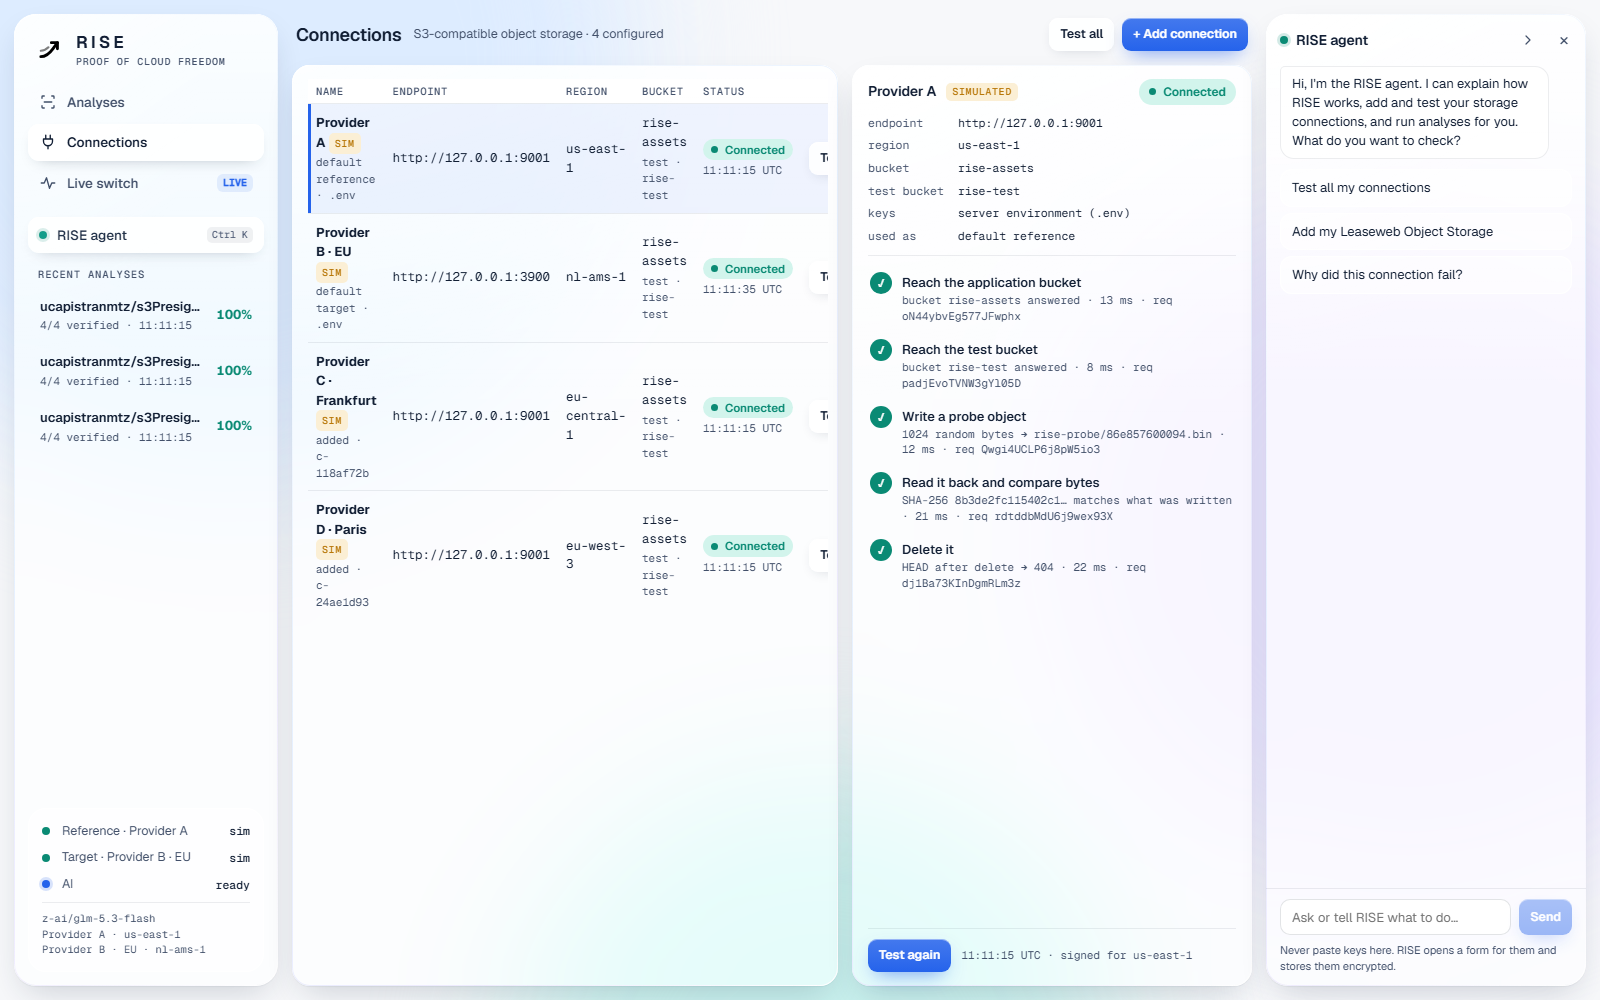 RISE
PROOF OF CLOUD FREEDOM
Analyses
Connections
Live switch LIVE
RISE agent Ctrl K
RECENT ANALYSES
ucapistranmtz/s3Presig… 100%
4/4 verified · 11:11:15
ucapistranmtz/s3Presig… 100%
4/4 verified · 11:11:15
ucapistranmtz/s3Presig… 100%
4/4 verified · 11:11:15
Reference · Provider A sim
Target · Provider B · EU sim
AI ready
z-ai/glm-5.3-flash
Provider A · us-east-1
Provider B · EU · nl-ams-1
Connections S3-compatible object storage · 4 configured
Test all
+ Add connection
NAME ENDPOINT REGION BUCKET STATUS
Provider
A SIM
default
reference
· .env
http://127.0.0.1:9001
us-east-
1
rise-
assets
test ·
rise-
test
Connected
11:11:15 UTC
Provider
B · EU
SIM
default
target ·
.env
http://127.0.0.1:3900
nl-ams-1
rise-
assets
test ·
rise-
test
Connected
11:11:35 UTC
Provider
C ·
Frankfurt
SIM
added ·
c-
118af72b
http://127.0.0.1:9001
eu-
central-
1
rise-
assets
test ·
rise-
test
Connected
11:11:15 UTC
Provider
D · Paris
SIM
added ·
c-
24ae1d93
http://127.0.0.1:9001
eu-west-
3
rise-
assets
test ·
rise-
test
Connected
11:11:15 UTC
Provider A SIMULATED Connected
endpoint http://127.0.0.1:9001
region us-east-1
bucket rise-assets
test bucket rise-test
keys server environment (.env)
used as default reference
Reach the application bucket
bucket rise-assets answered · 13 ms · req
oN44ybvEg577JFwphx
Reach the test bucket
bucket rise-test answered · 8 ms · req
padjEvoTVNW3gYl05D
Write a probe object
1024 random bytes → rise-probe/86e857600094.bin ·
12 ms · req Qwgi4UCLP6j8pW5io3
Read it back and compare bytes
SHA-256 8b3de2fc115402c1… matches what was written
· 21 ms · req rdtddbMdU6j9wex93X
Delete it
HEAD after delete → 404 · 22 ms · req
dj1Ba73KInDgmRLm3z
Test again 11:11:15 UTC · signed for us-east-1
RISE agent
Hi, I'm the RISE agent. I can explain how
RISE works, add and test your storage
connections, and run analyses for you.
What do you want to check?
Test all my connections
Add my Leaseweb Object Storage
Why did this connection fail?
Ask or tell RISE what to do…
Send
Never paste keys here. RISE opens a form for them and
stores them encrypted.